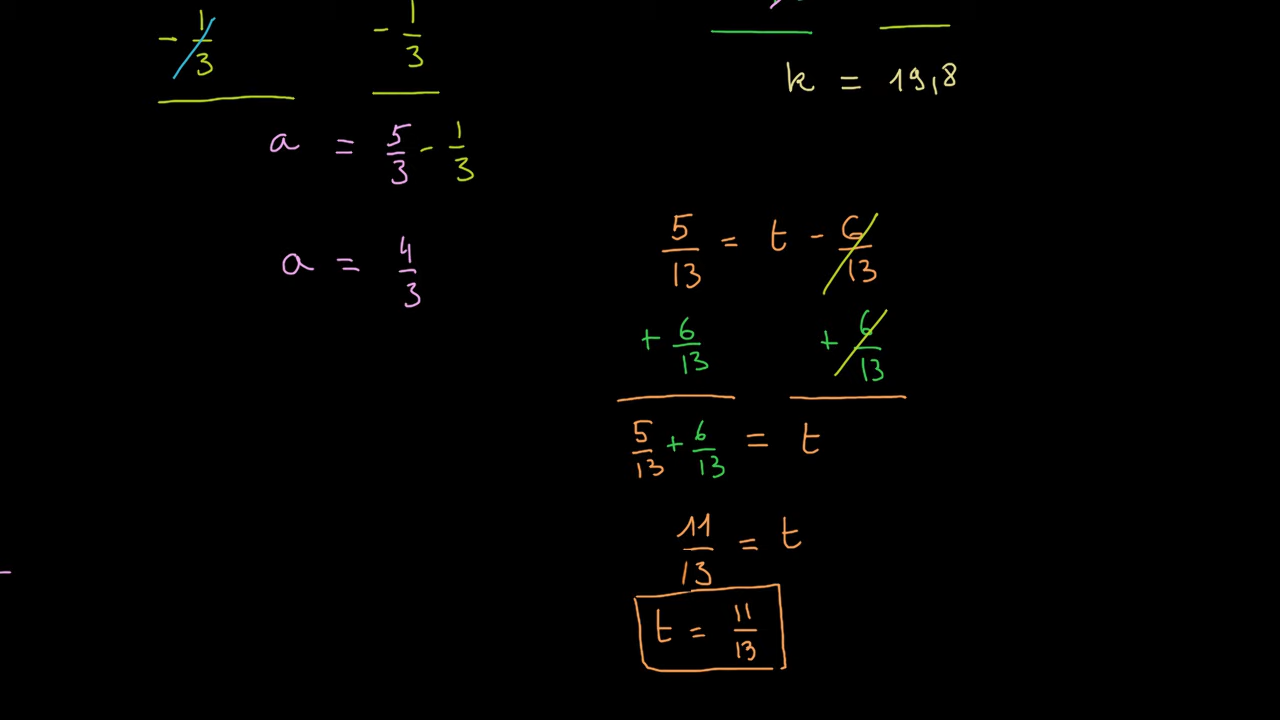 - 1/3 - 1/3
a = 5/3 - 1/3
a = 4/3
k = 19,8
5/13 = t - 6/13
+ 6/13 + 6/13
5/13 + 6/13 = t
11/13 = t
t = 11/13